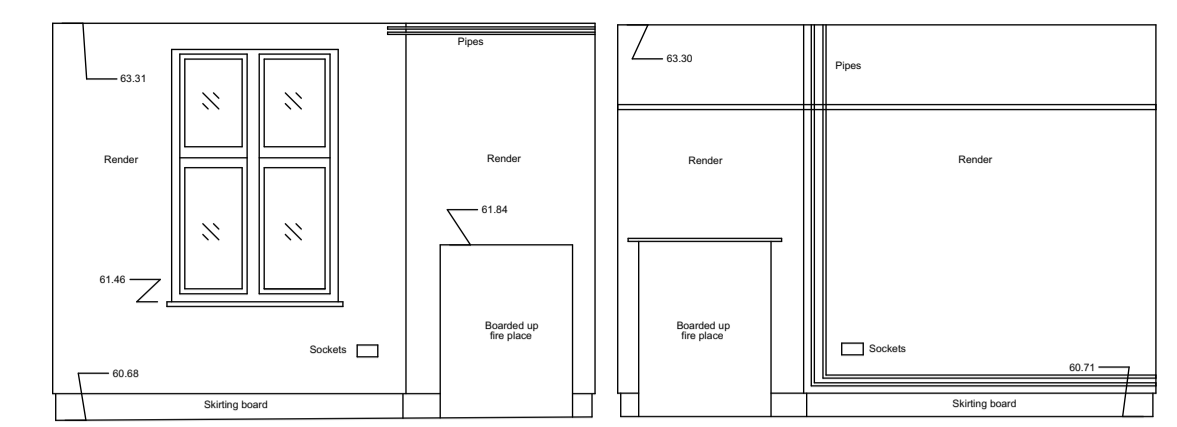 Pipes
63.31
Render
Render
61.84
61.46
Boarded up
fire place
Sockets
60.68
Skirting board
63.30
Pipes
Render
Render
Boarded up
fire place
Sockets
60.71
Skirting board